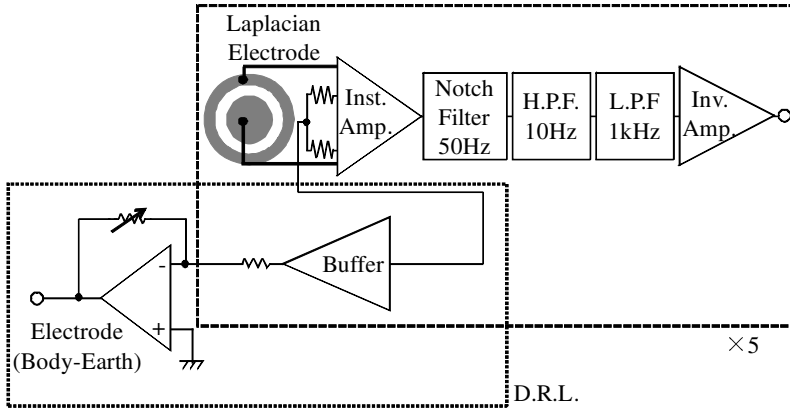 Laplacian
Electrode
Inst.
Amp.
Notch
Filter
50Hz
H.P.F.
10Hz
L.P.F
1kHz
Inv.
Amp.
Buffer
-
+
Electrode
(Body-Earth)
×5
D.R.L.